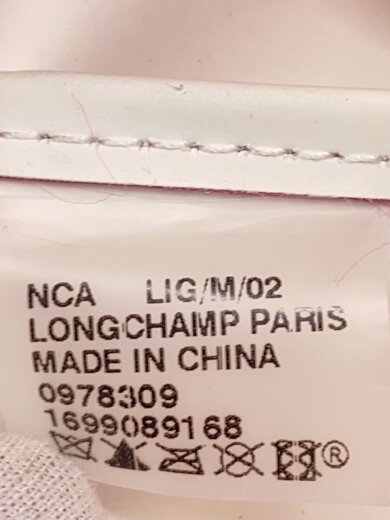 NCA LIG/M/02
LONGCHAMP PARIS
MADE IN CHINA
0978309
1699089168
®